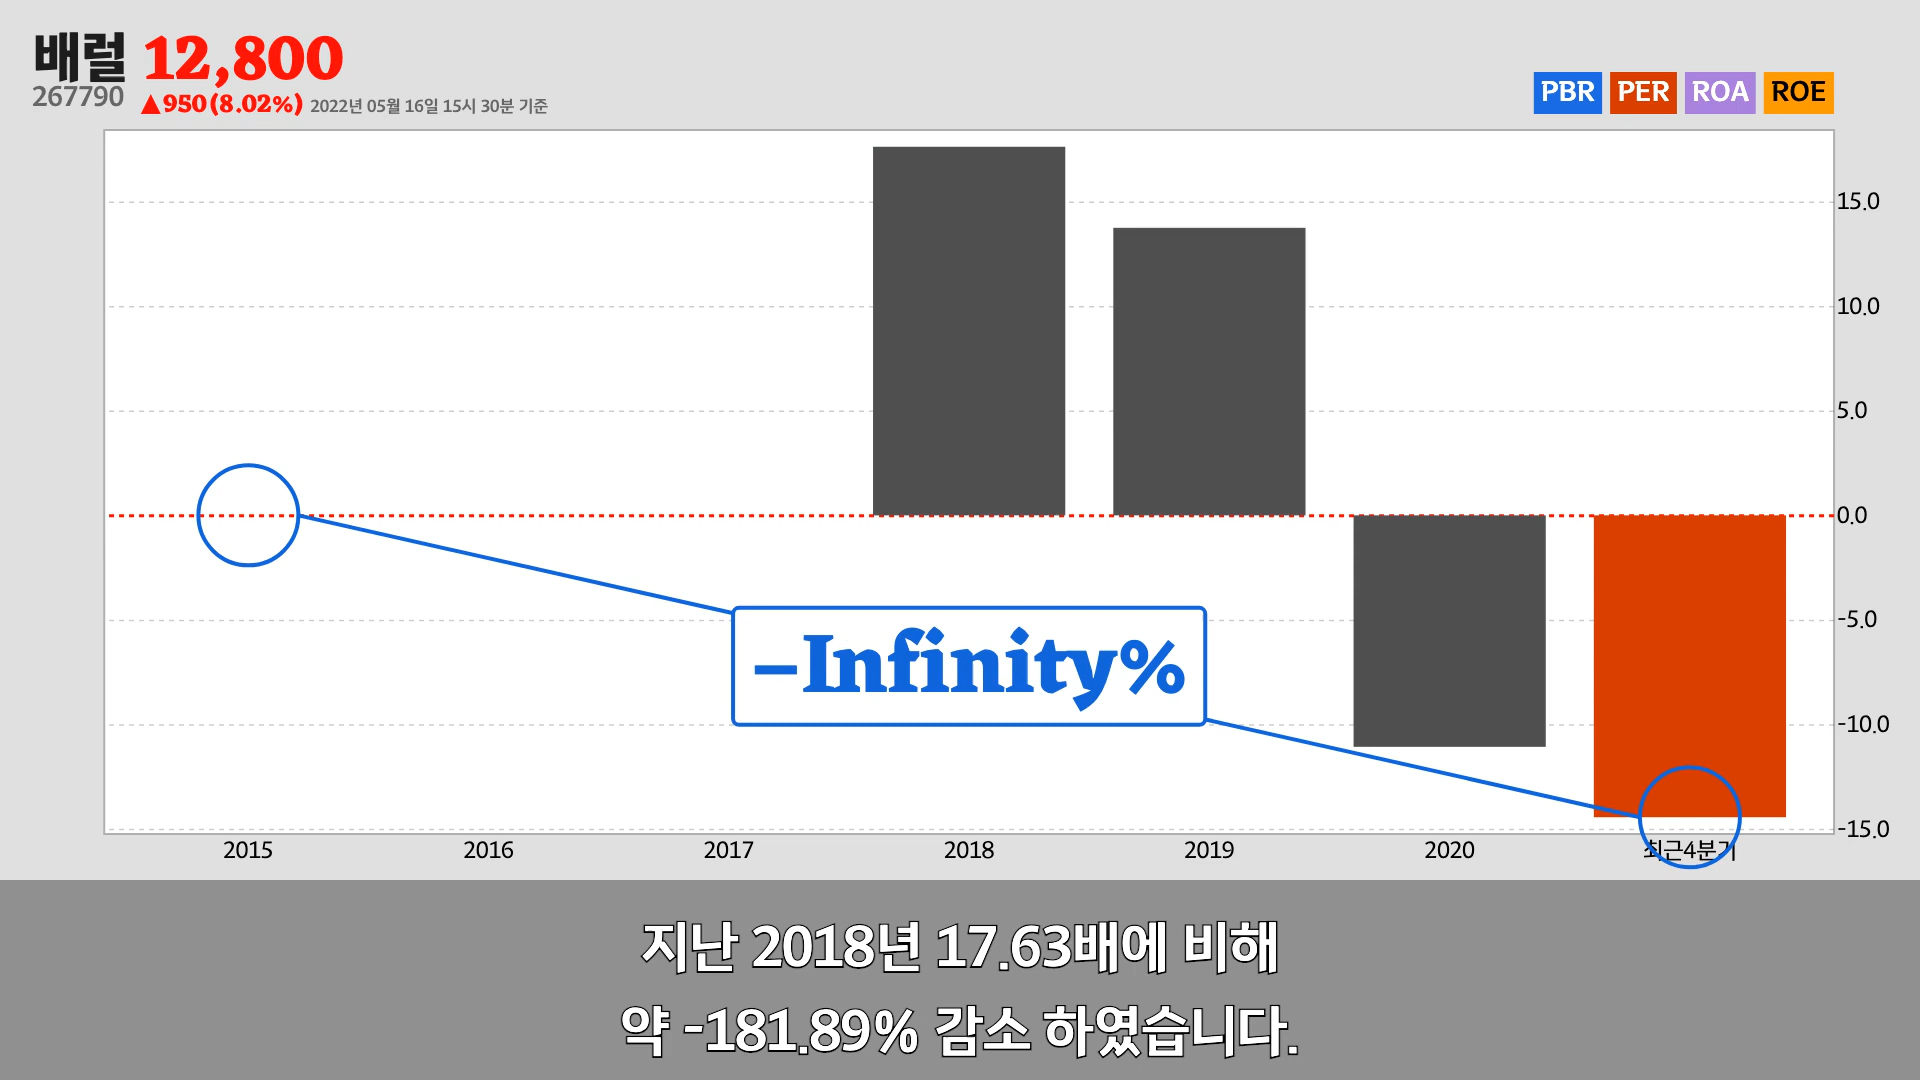 배럴 12,800
267790 ▲950(8.02%) 2022년 05월 16일 15시 30분 기준
PBR PER ROA ROE
15.0
10.0
5.0
0.0
-5.0
-Infinity%
-10.0
-15.0
2015 2016 2017 2018 2019 2020 최근4분기
지난 2018년 17.63배에 비해
약 -181.89% 감소 하였습니다.